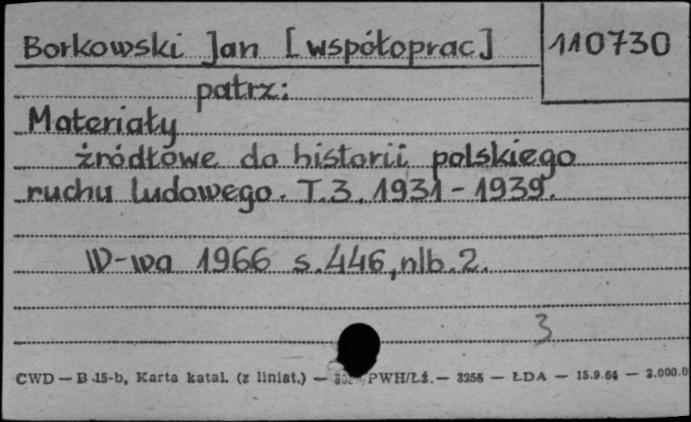 Borkowski Jan [współoprac] 110730
patrz:
Materiały
źródłowe do historii polskiego
ruchu ludowego. T.3. 1931-1939.
W-wa 1966 s.446, nlb.2.
3
CWD — B 15-b, Karta katal. (z liniat.) — PWH/Łź. — 3256 — ŁDA — 15.9.64 — 2.000.0